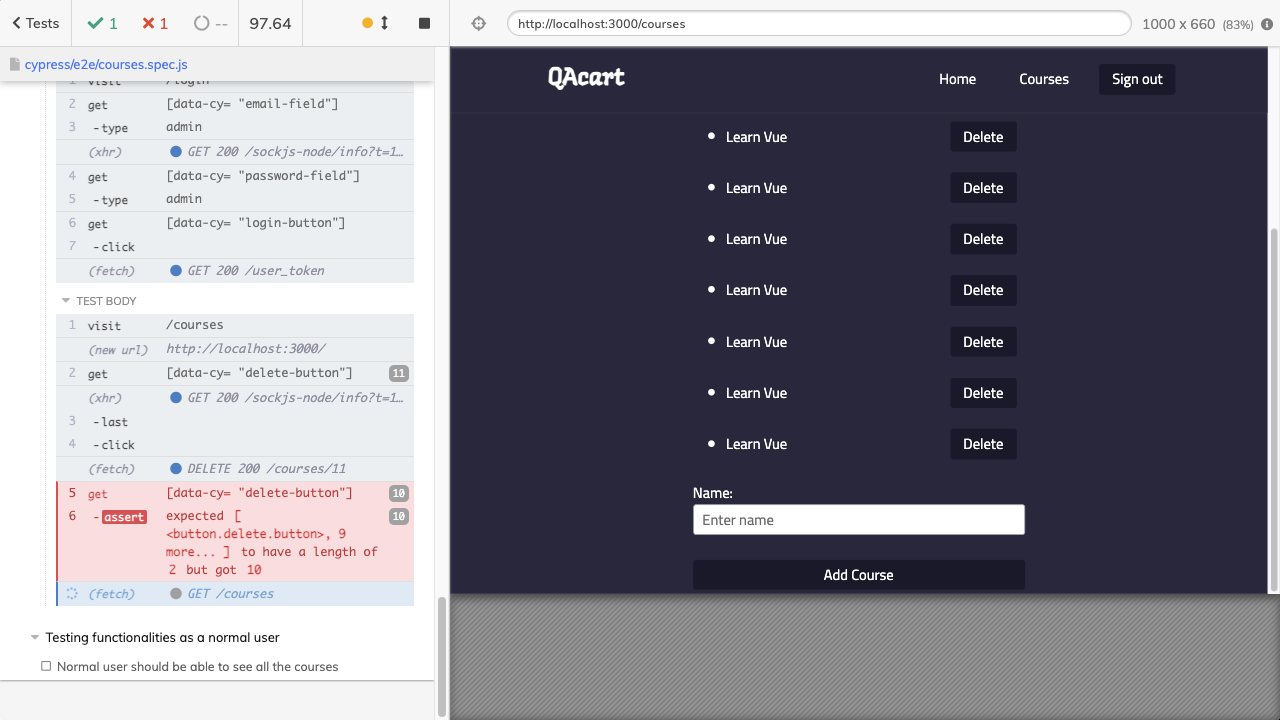 Tests
1
1
--
97.64
http://localhost:3000/courses
1000 x 660 (83%)
cypress/e2e/courses.spec.js
1 visit /login
2 get [data-cy= "email-field"]
3 -type admin
(xhr) GET 200 /sockjs-node/info?t=1…
4 get [data-cy= "password-field"]
5 -type admin
6 get [data-cy= "login-button"]
7 -click
(fetch) GET 200 /user_token
TEST BODY
1 visit /courses
(new url) http://localhost:3000/
2 get [data-cy= "delete-button"] 11
(xhr) GET 200 /sockjs-node/info?t=1…
3 -last
4 -click
(fetch) DELETE 200 /courses/11
5 get [data-cy= "delete-button"] 10
6 -assert expected [ 10
<button.delete.button>, 9
more... ] to have a length of
2 but got 10
(fetch) GET /courses
Testing functionalities as a normal user
Normal user should be able to see all the courses
QAcart
Home
Courses
Sign out
Learn Vue Delete
Learn Vue Delete
Learn Vue Delete
Learn Vue Delete
Learn Vue Delete
Learn Vue Delete
Learn Vue Delete
Name:
Enter name
Add Course